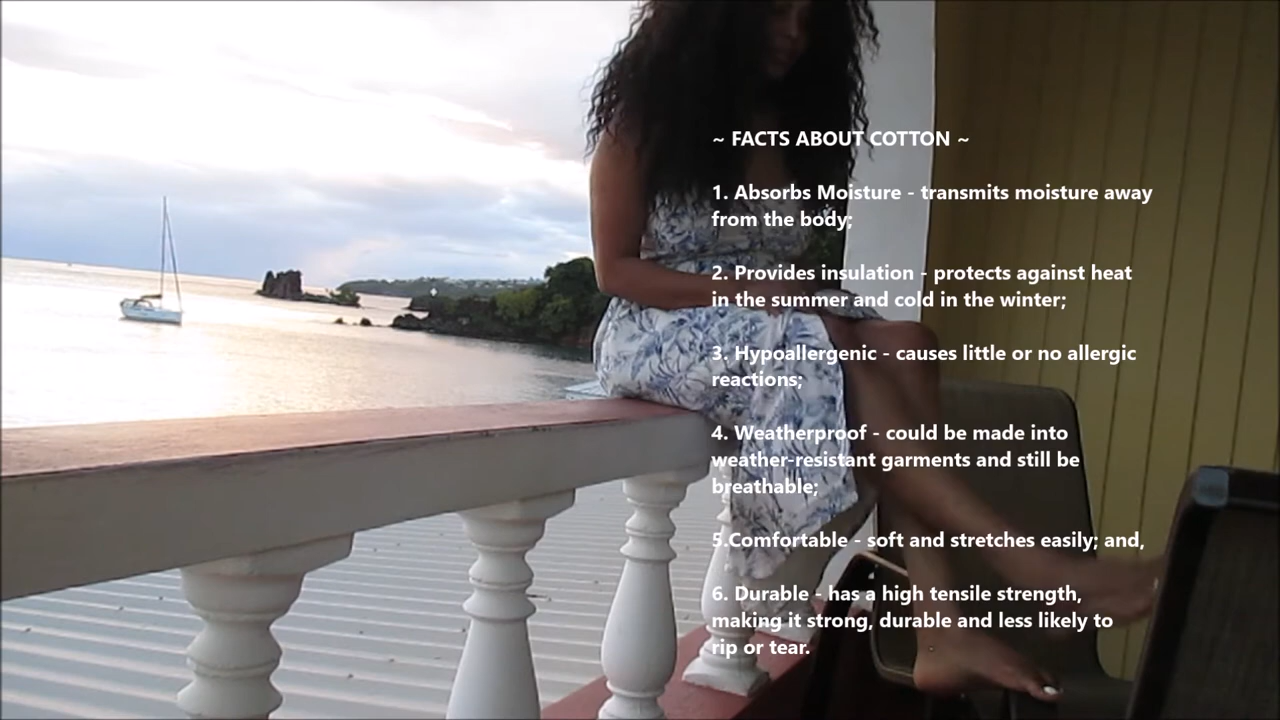 ~ FACTS ABOUT COTTON ~
1. Absorbs Moisture - transmits moisture away
from the body;
2. Provides insulation - protects against heat
in the summer and cold in the winter;
3. Hypoallergenic - causes little or no allergic
reactions;
4. Weatherproof - could be made into
weather-resistant garments and still be
breathable;
5.Comfortable - soft and stretches easily; and,
6. Durable - has a high tensile strength,
making it strong, durable and less likely to
rip or tear.